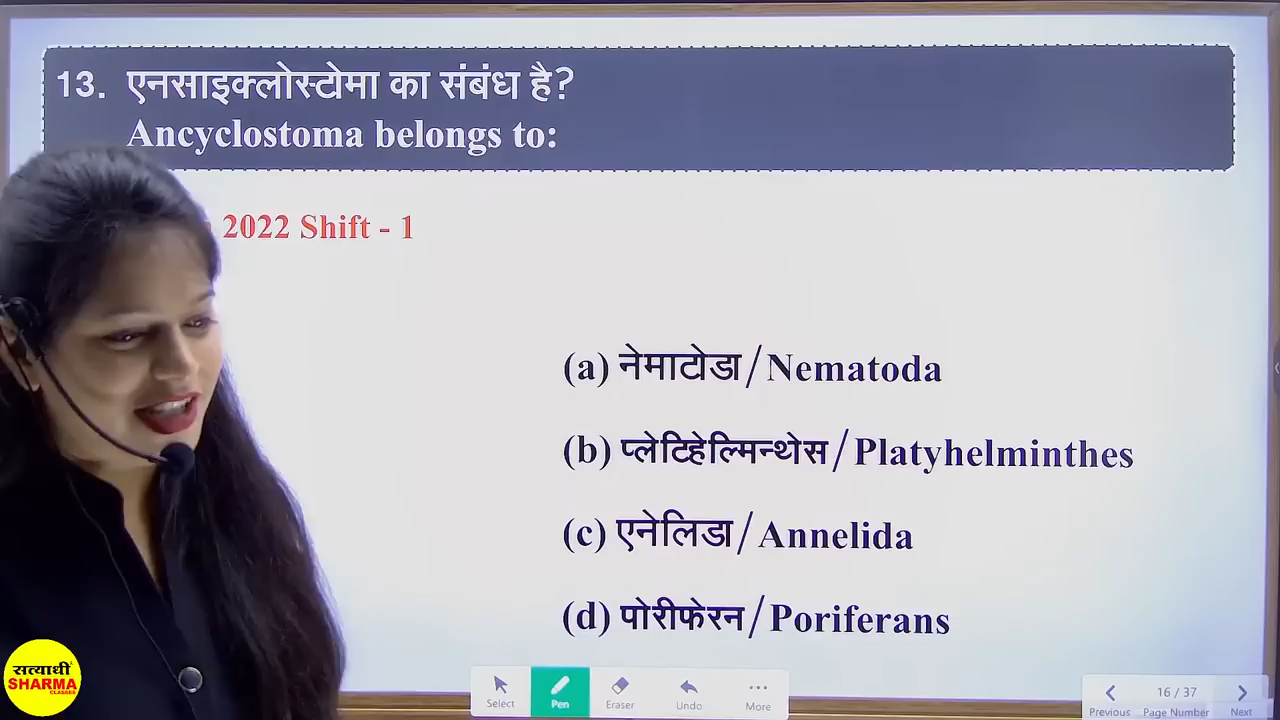 13. एनसाइक्लोस्टोमा का संबंध है?
Ancyclostoma belongs to:
2022 Shift - 1
(a) नेमाटोडा/Nematoda
(b) प्लेटिहेल्मिन्थेस/Platyhelminthes
(c) एनेलिडा/Annelida
(d) पोरीफेरन/Poriferans
सत्यार्थी
SHARMA
CLASSES
Select
Pen
Eraser
Undo
More
16 / 37
Previous
Page Number
Next